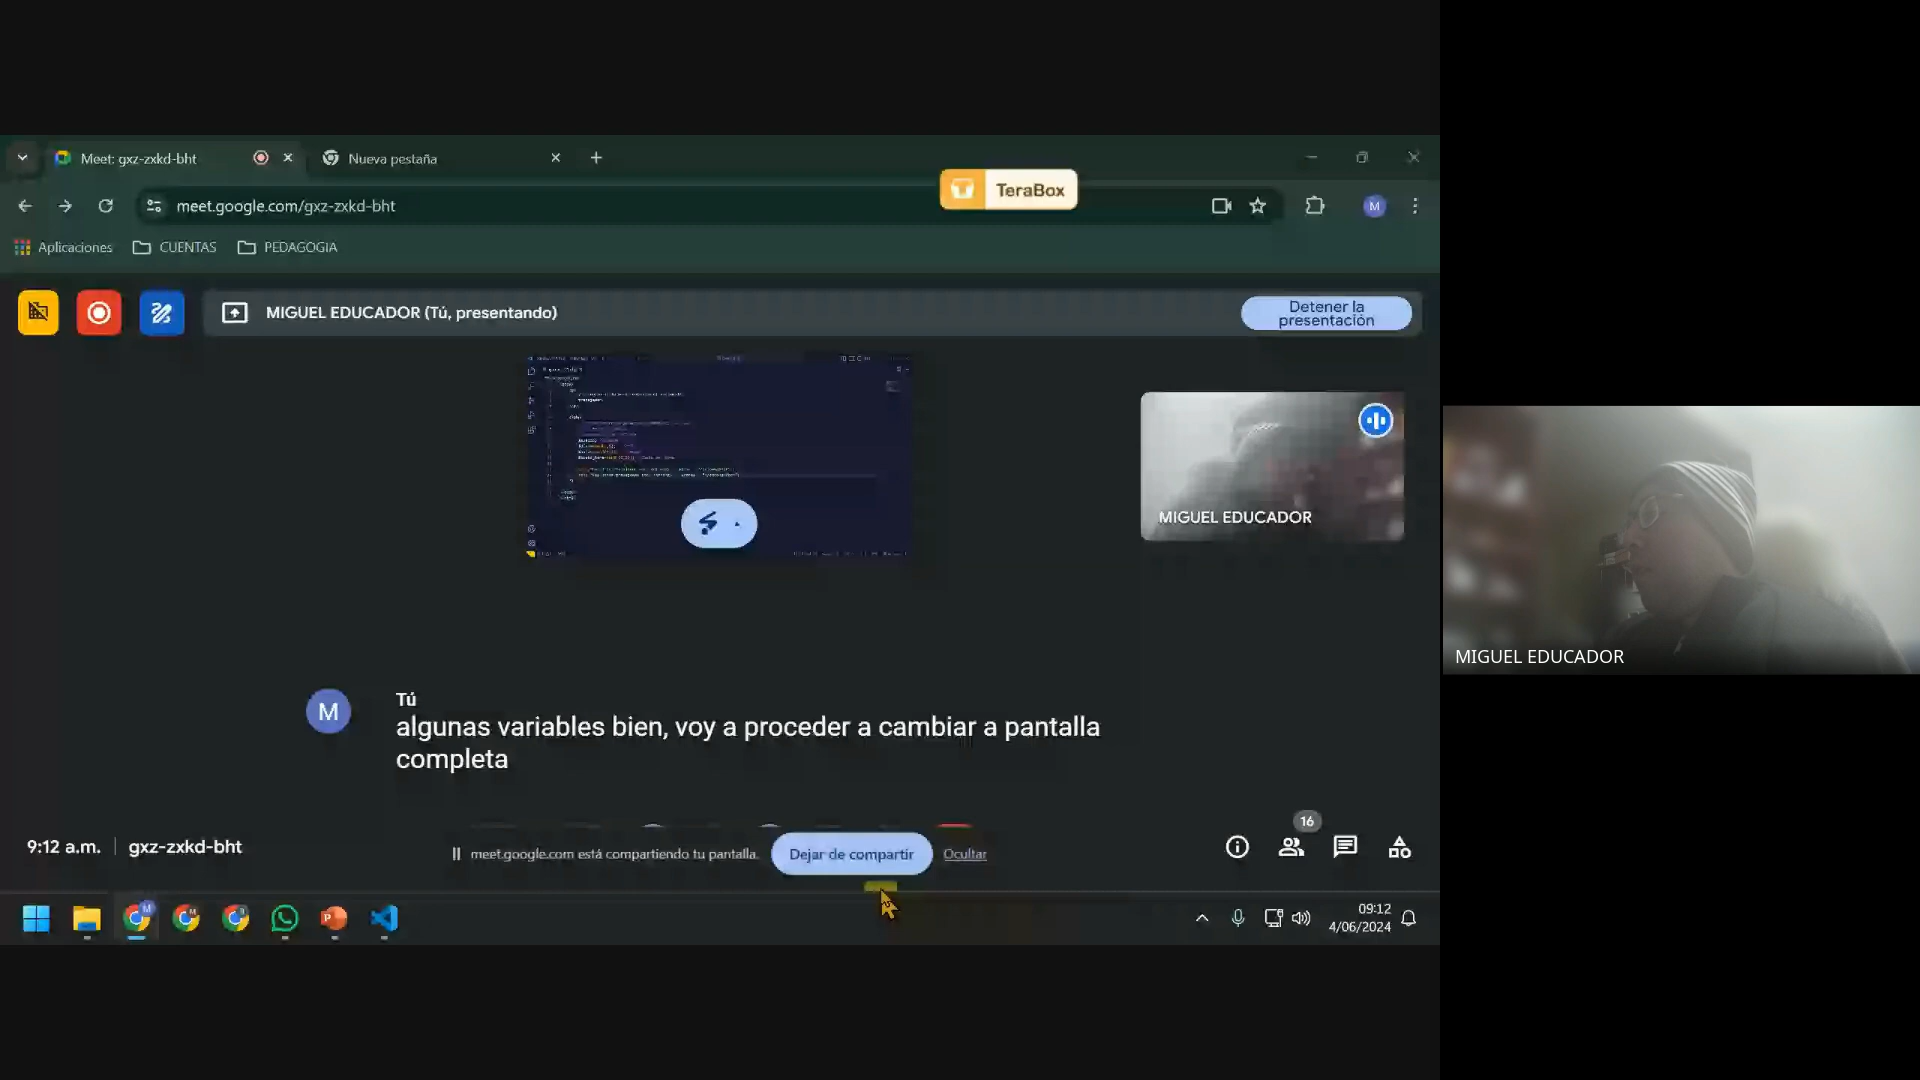 Meet: gxz-zxkd-bht
Nueva pestaña
meet.google.com/gxz-zxkd-bht
TeraBox
M
Aplicaciones
CUENTAS
PEDAGOGIA
MIGUEL EDUCADOR (Tú, presentando)
Detener la
presentación
MIGUEL EDUCADOR
MIGUEL EDUCADOR
M
Tú
algunas variables bien, voy a proceder a cambiar a pantalla
completa
9:12 a.m.
gxz-zxkd-bht
meet.google.com está compartiendo tu pantalla.
Dejar de compartir
Ocultar
16
09:12
4/06/2024